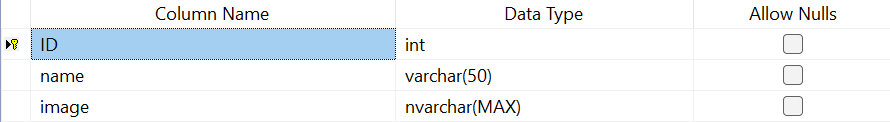 Column Name Data Type Allow Nulls
ID int
name varchar(50)
image nvarchar(MAX)